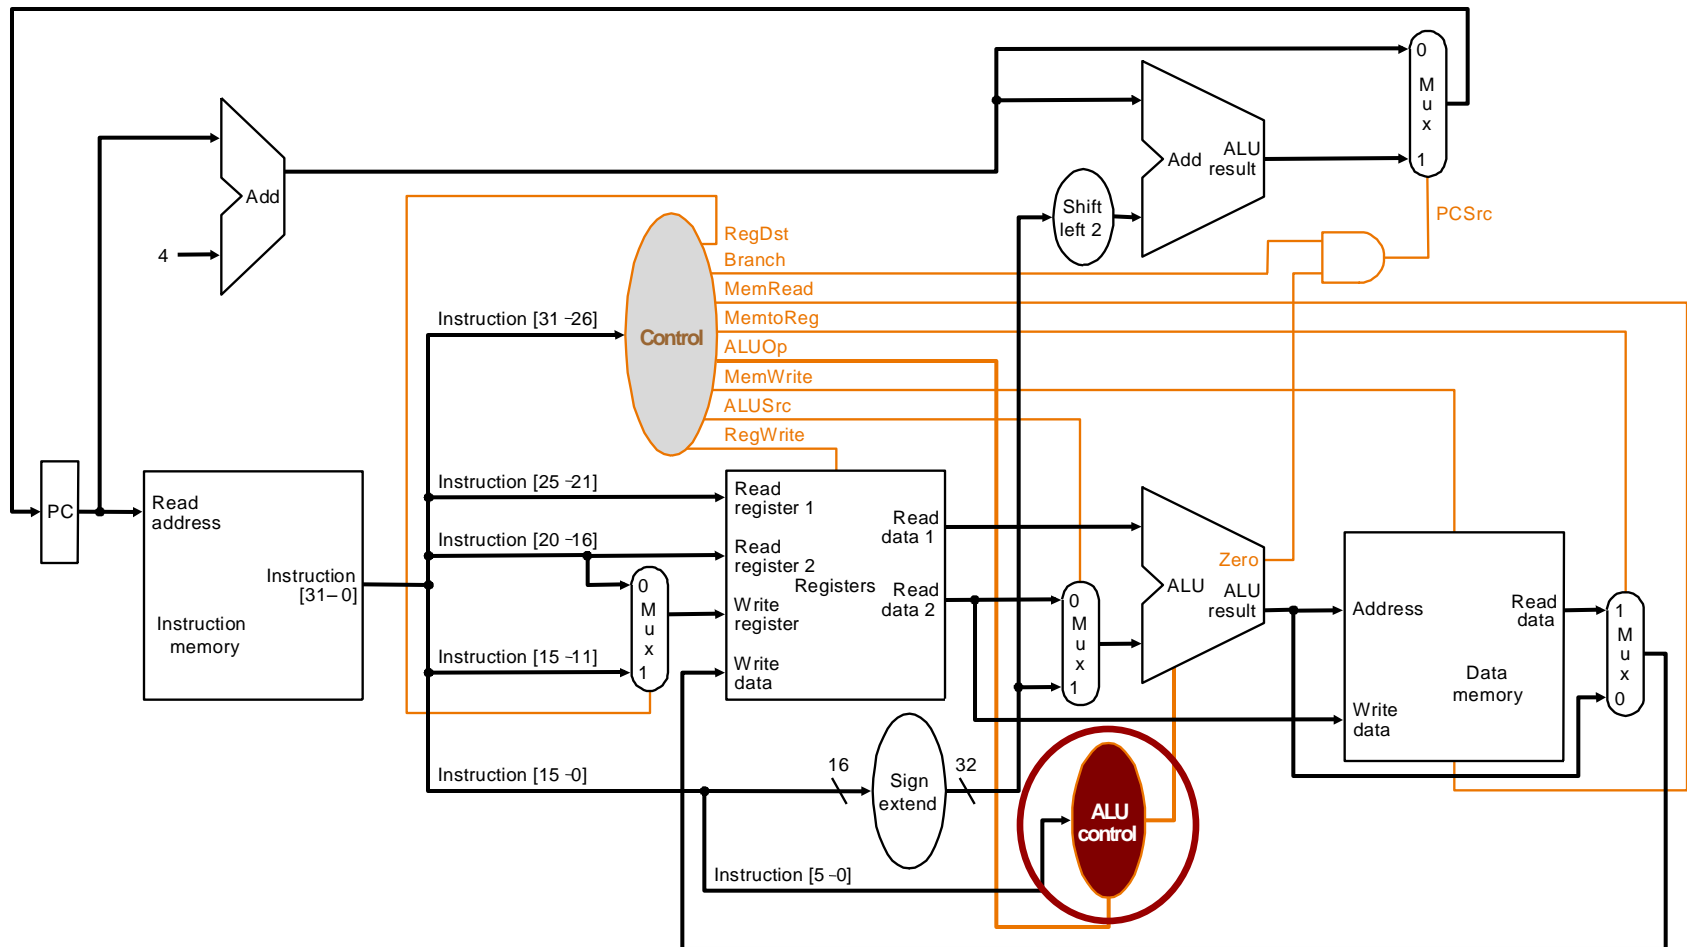 0
M
u
x
1
Add
ALU
result
Add
4
Shift
left 2
PCSrc
RegDst
Branch
MemRead
MemtoReg
ALUOp
MemWrite
ALUSrc
RegWrite
Control
Instruction [31–26]
PC
Read
address
Instruction
[31–0]
Instruction
memory
Instruction [25–21]
Instruction [20–16]
Instruction [15–11]
Instruction [15–0]
Instruction [5–0]
0
M
u
x
1
Read
register 1
Read
register 2
Write
register
Write
data
Registers
Read
data 1
Read
data 2
0
M
u
x
1
Zero
ALU
ALU
result
Address
Write
data
Read
data
Data
memory
1
M
u
x
0
16
Sign
extend
32
ALU
control